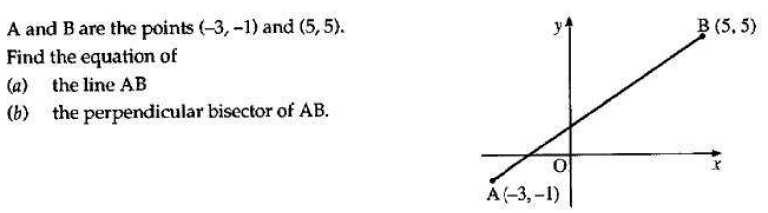 A and B are the points (–3, –1) and (5, 5).
Find the equation of
(a) the line AB
(b) the perpendicular bisector of AB.
y
B (5, 5)
O
x
A (–3, –1)